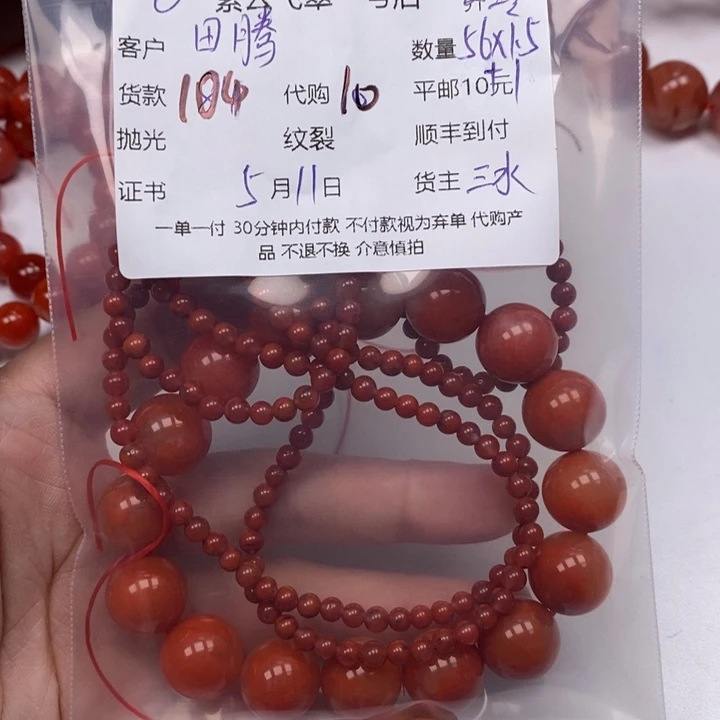 客户 田腾 数量 56X1.5
货款 184 代购 10 平邮10元
抛光 纹裂 顺丰到付
证书 5月11日 货主 三水
一单一付 30分钟内付款 不付款视为弃单 代购产
品 不退不换 介意慎拍